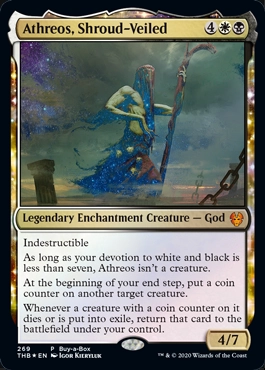 Athreos, Shroud-Veiled 4
Legendary Enchantment Creature — God
Indestructible
As long as your devotion to white and black is
less than seven, Athreos isn't a creature.
At the beginning of your end step, put a coin
counter on another target creature.
Whenever a creature with a coin counter on it
dies or is put into exile, return that card to the
battlefield under your control.
4/7
269 P Buy-a-Box
THB ★ EN Igor Kieryluk ™ & © 2020 Wizards of the Coast